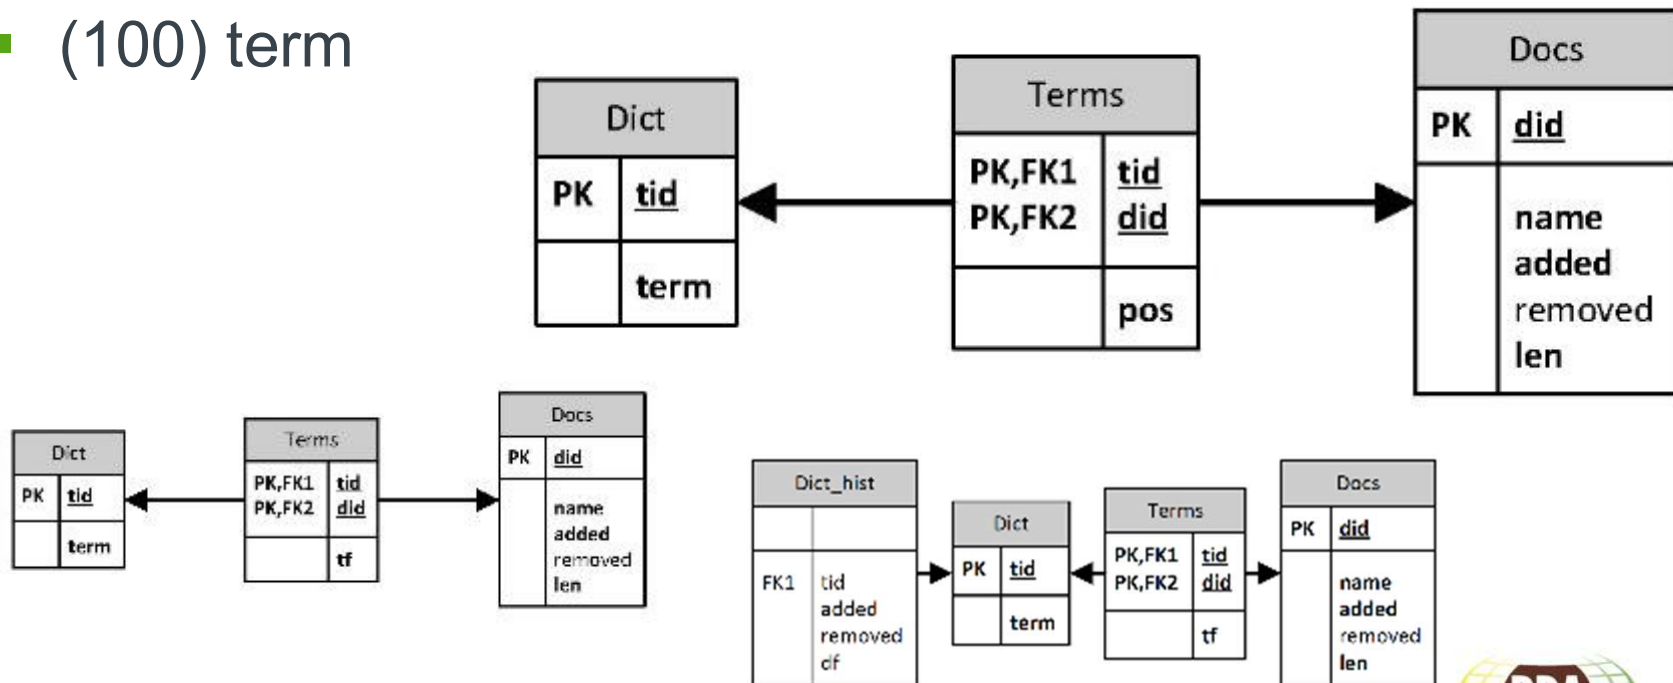 (100) term
Dict
PK tid
term
Terms
PK,FK1 tid
PK,FK2 did
pos
Docs
PK did
name
added
removed
len
Dict
PK tid
term
Terms
PK,FK1 tid
PK,FK2 did
tf
Docs
PK did
name
added
removed
len
Dict_hist
FK1 tid
added
removed
df
Dict
PK tid
term
Terms
PK,FK1 tid
PK,FK2 did
tf
Docs
PK did
name
added
removed
len